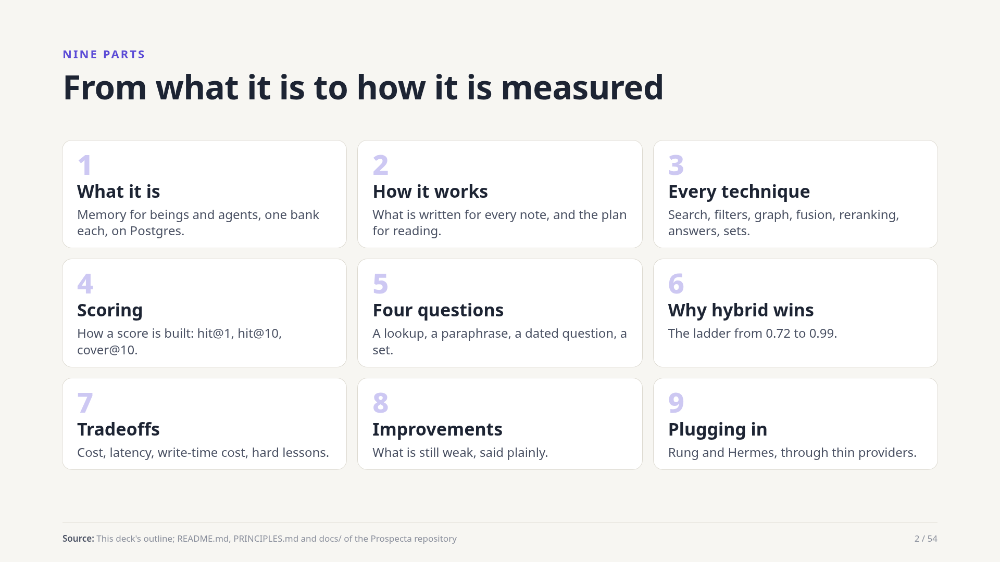 NINE PARTS
From what it is to how it is measured
1
What it is
Memory for beings and agents, one bank
each, on Postgres.
2
How it works
What is written for every note, and the plan
for reading.
3
Every technique
Search, filters, graph, fusion, reranking,
answers, sets.
4
Scoring
How a score is built: hit@1, hit@10,
cover@10.
5
Four questions
A lookup, a paraphrase, a dated question, a
set.
6
Why hybrid wins
The ladder from 0.72 to 0.99.
7
Tradeoffs
Cost, latency, write-time cost, hard lessons.
8
Improvements
What is still weak, said plainly.
9
Plugging in
Rung and Hermes, through thin providers.
Source: This deck's outline; README.md, PRINCIPLES.md and docs/ of the Prospecta repository
2 / 54